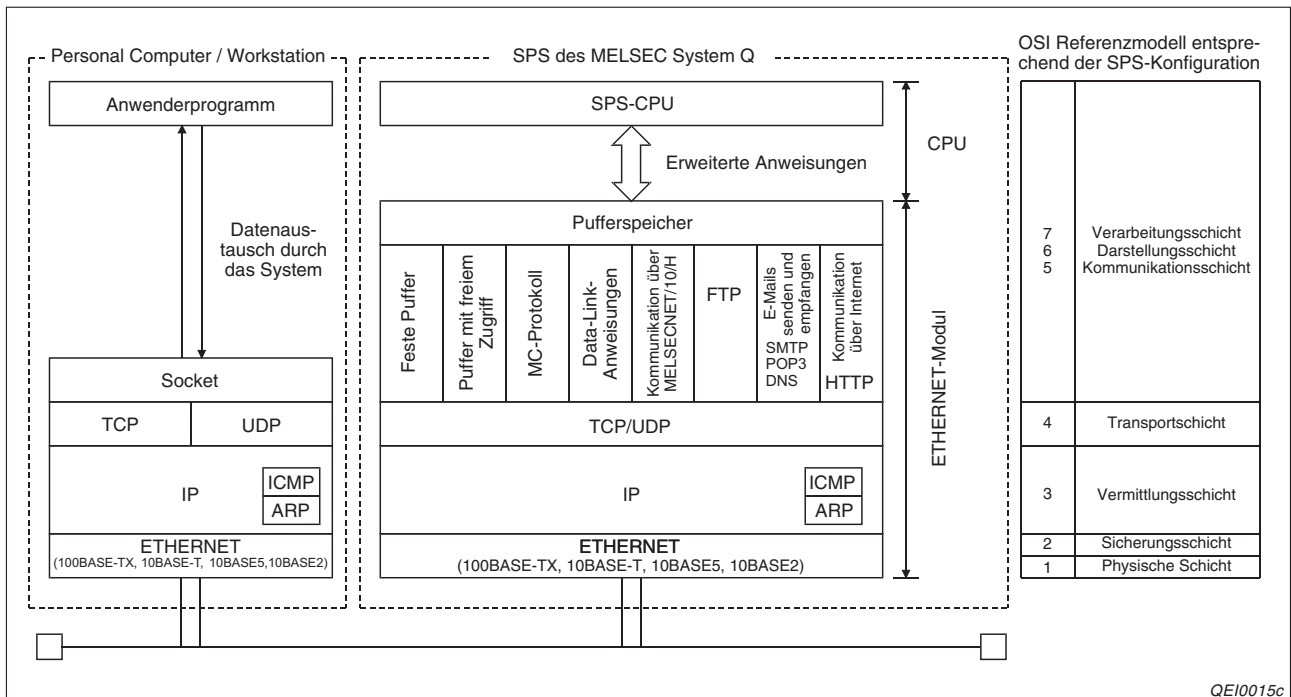 Personal Computer / Workstation
Anwenderprogramm
Datenaus-
tausch durch
das System
Socket
TCP
UDP
IP
ICMP
ARP
ETHERNET
(100BASE-TX, 10BASE-T, 10BASE5,10BASE2)
SPS des MELSEC System Q
SPS-CPU
Erweiterte Anweisungen
Pufferspeicher
Feste Puffer
Puffer mit freiem
Zugriff
MC-Protokoll
Data-Link-
Anweisungen
Kommunikation über
MELSECNET/10/H
FTP
E-Mails
senden und
empfangen
SMTP
POP3
DNS
Kommunikation
über Internet
HTTP
TCP/UDP
IP
ICMP
ARP
ETHERNET
(100BASE-TX, 10BASE-T, 10BASE5, 10BASE2)
CPU
ETHERNET-Modul
OSI Referenzmodell entspre-
chend der SPS-Konfiguration
7 Verarbeitungsschicht
6 Darstellungsschicht
5 Kommunikationsschicht
4 Transportschicht
3 Vermittlungsschicht
2 Sicherungsschicht
1 Physische Schicht
QEI0015c